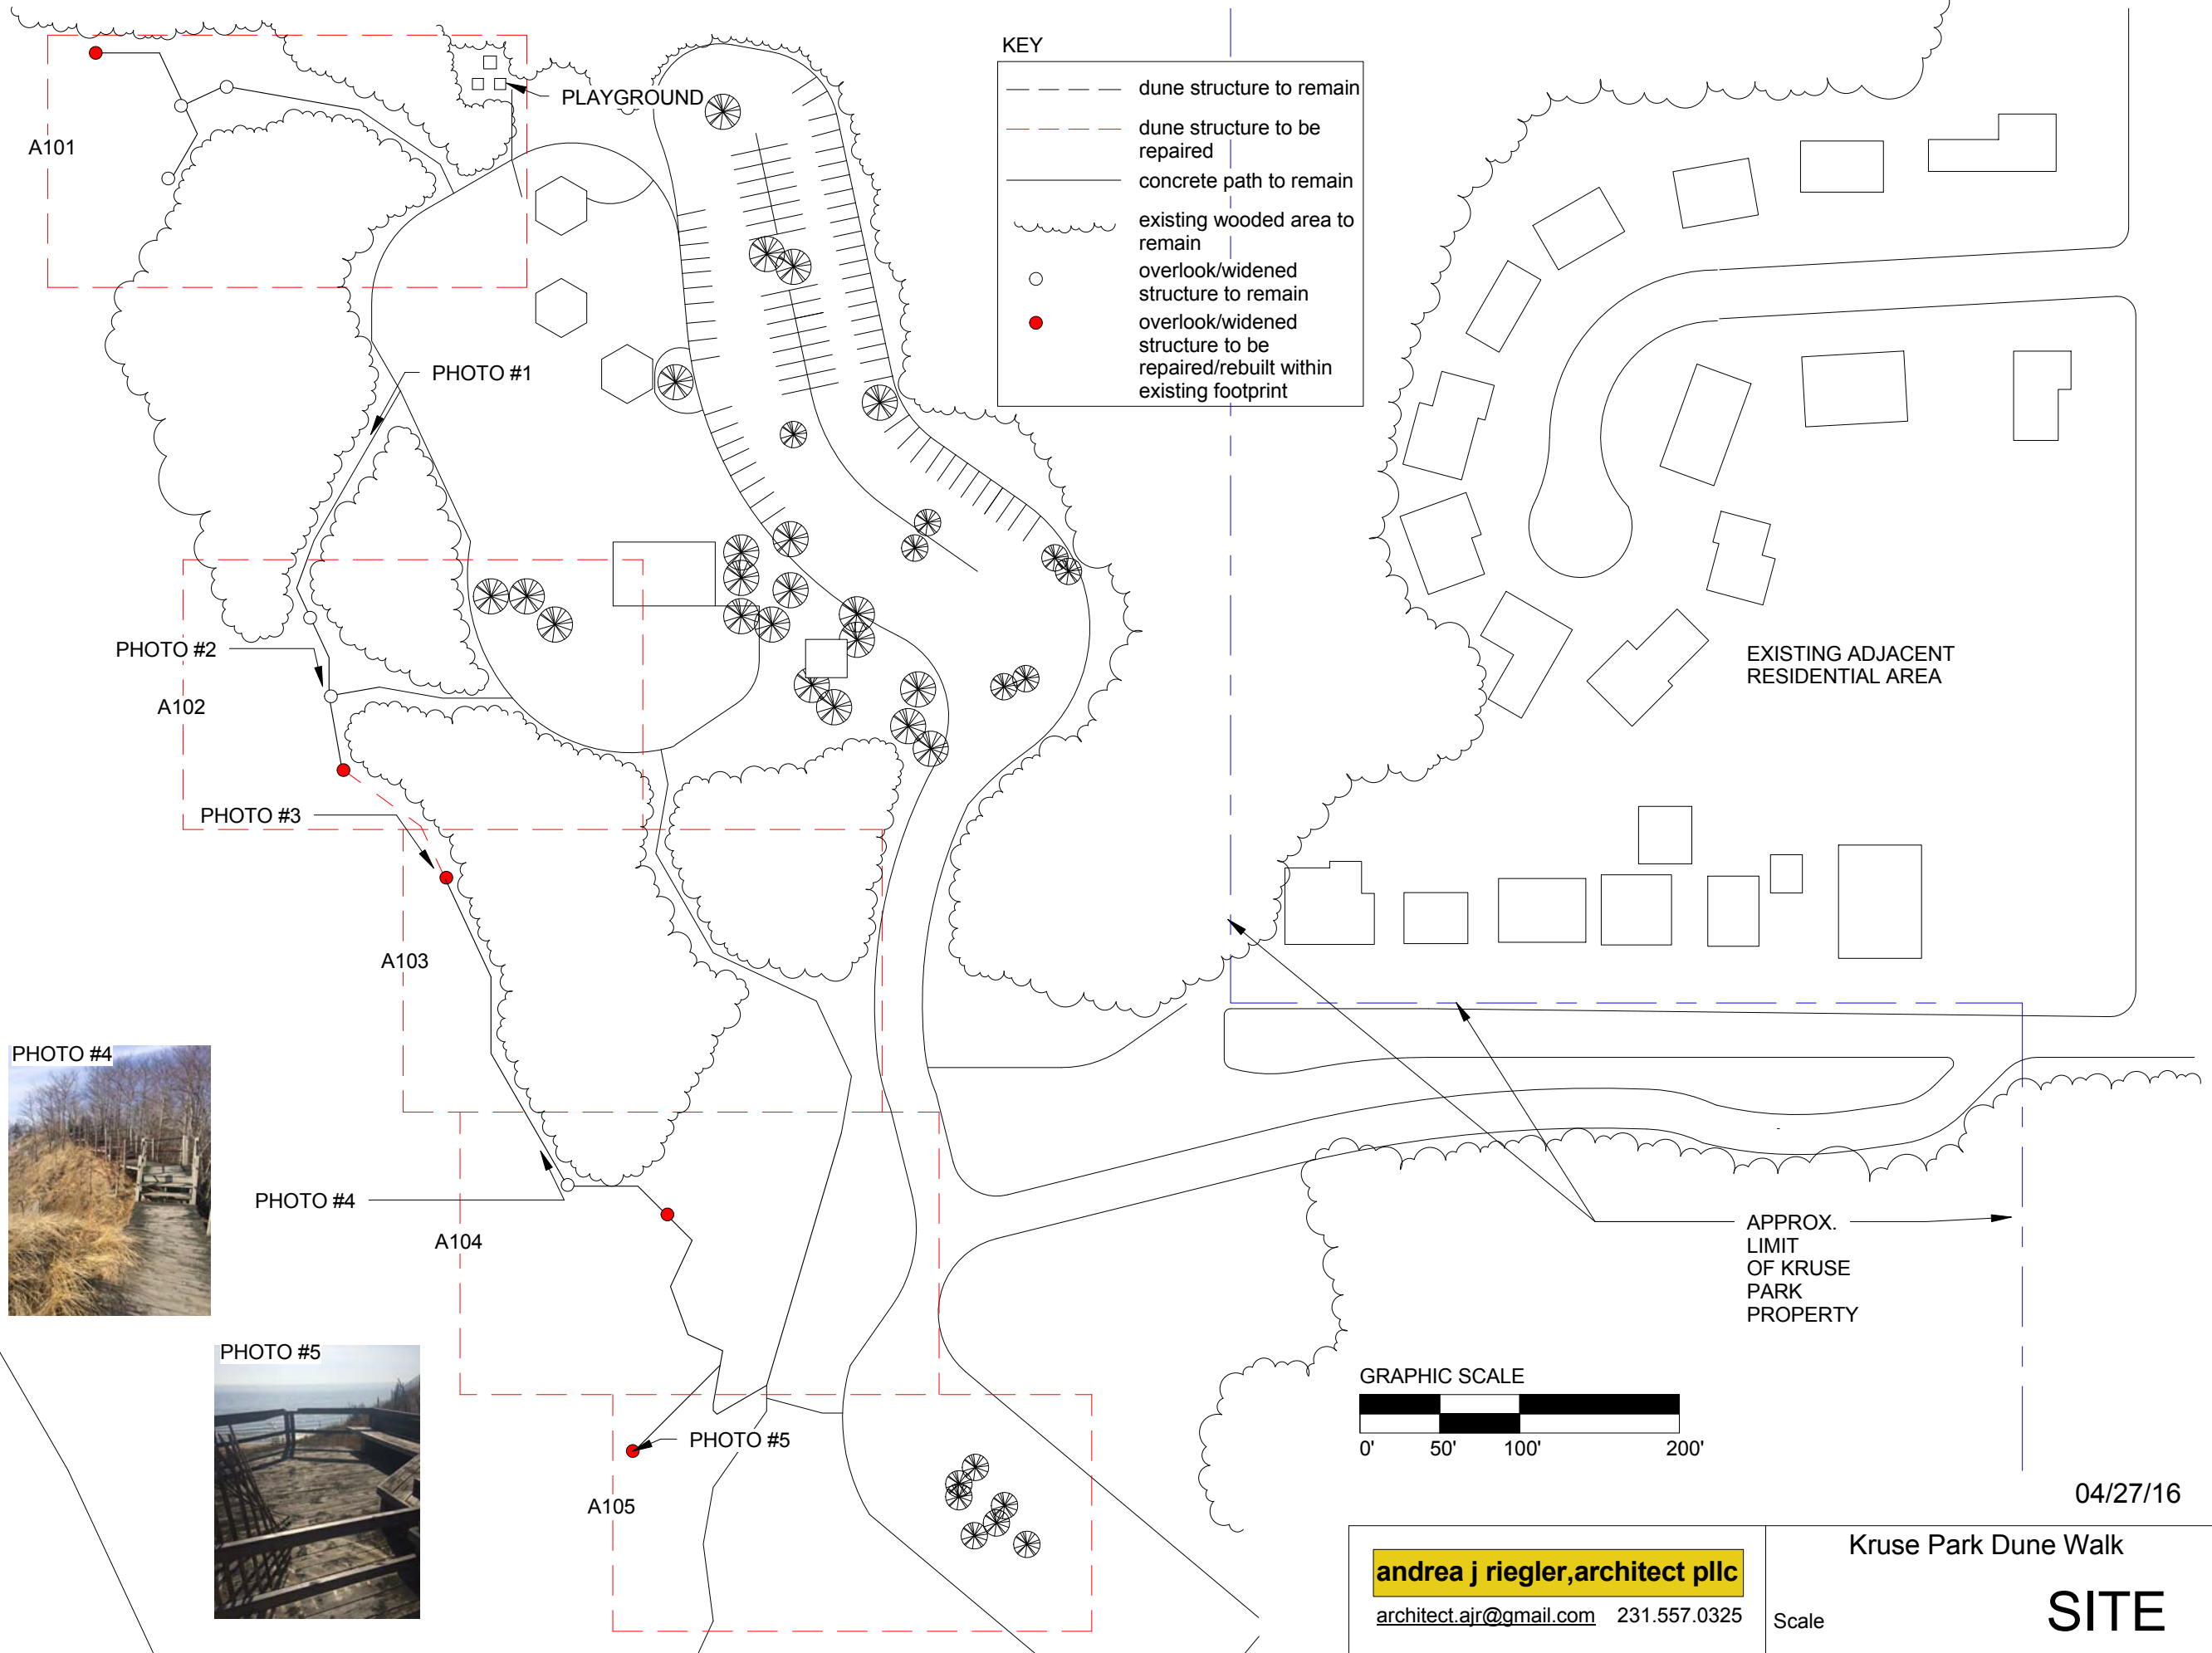 KEY
dune structure to remain
dune structure to be
repaired
concrete path to remain
existing wooded area to
remain
overlook/widened
structure to remain
overlook/widened
structure to be
repaired/rebuilt within
existing footprint
PLAYGROUND
A101
PHOTO #1
PHOTO #2
A102
EXISTING ADJACENT
RESIDENTIAL AREA
PHOTO #3
A103
PHOTO #4
PHOTO #4
A104
APPROX.
LIMIT
OF KRUSE
PARK
PROPERTY
PHOTO #5
PHOTO #5
A105
GRAPHIC SCALE
0' 50' 100' 200'
04/27/16
andrea j riegler,architect pllc
architect.ajr@gmail.com 231.557.0325
Kruse Park Dune Walk
Scale
SITE